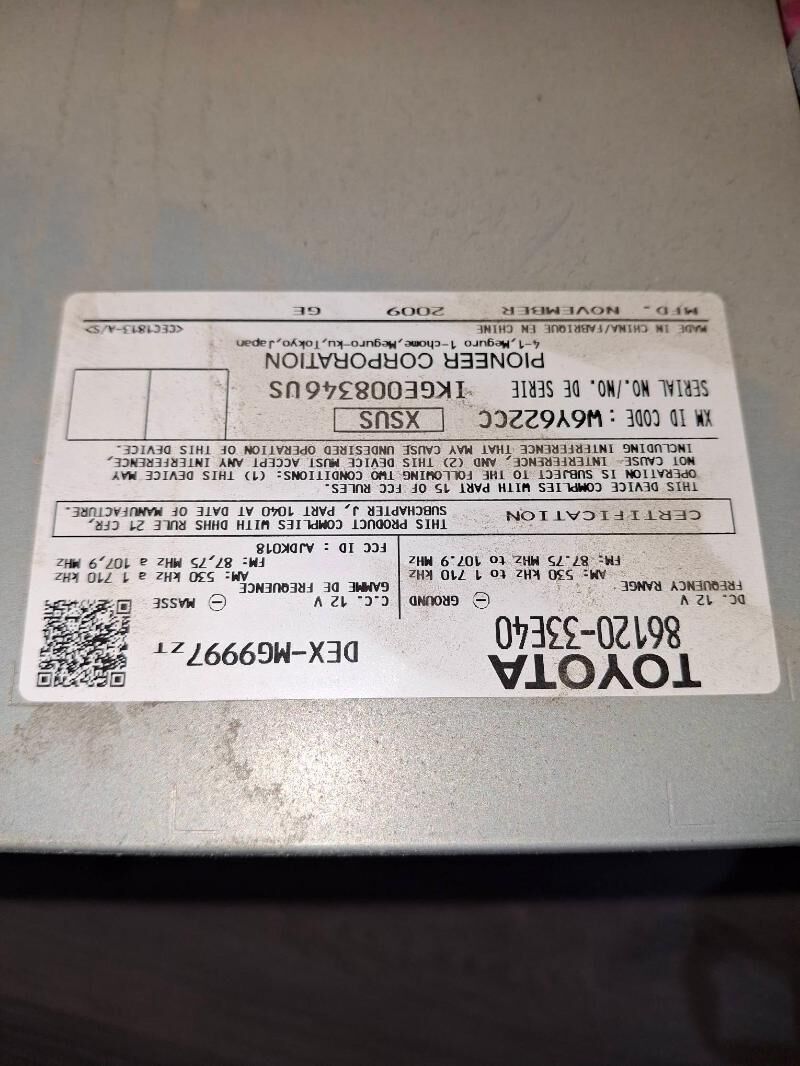 TOYOTA
86120-33E40
DEX-MG9997ZT
DC. 12 V ⊖ GROUND
FREQUENCY RANGE
AM: 530 kHz to 1 710 kHz
FM: 87.75 MHz to 107.9 MHz
C.C. 12 V ⊖ MASSE
GAMME DE FREQUENCE
AM: 530 kHz a 1 710 kHz
FM: 87,75 MHz a 107,9 MHz
FCC ID : AJDK018
CERTIFICATION
THIS PRODUCT COMPLIES WITH DHHS RULE 21 CFR,
SUBCHAPTER J, PART 1040 AT DATE OF MANUFACTURE.
THIS DEVICE COMPLIES WITH PART 15 OF FCC RULES.
OPERATION IS SUBJECT TO THE FOLLOWING TWO CONDITIONS: (1) THIS DEVICE MAY
NOT CAUSE INTERFERENCE, AND (2) THIS DEVICE MUST ACCEPT ANY INTERFERENCE,
INCLUDING INTERFERENCE THAT MAY CAUSE UNDESIRED OPERATION OF THIS DEVICE.
XM ID CODE : W6Y622CC XSUS
SERIAL NO./NO. DE SERIE IKGE008346US
PIONEER CORPORATION
4-1, Meguro 1-chome, Meguro-ku, Tokyo, Japan
MADE IN CHINA/FABRIQUE EN CHINE <CEC1813-A/S>
MFD. NOVEMBER 2009 GE